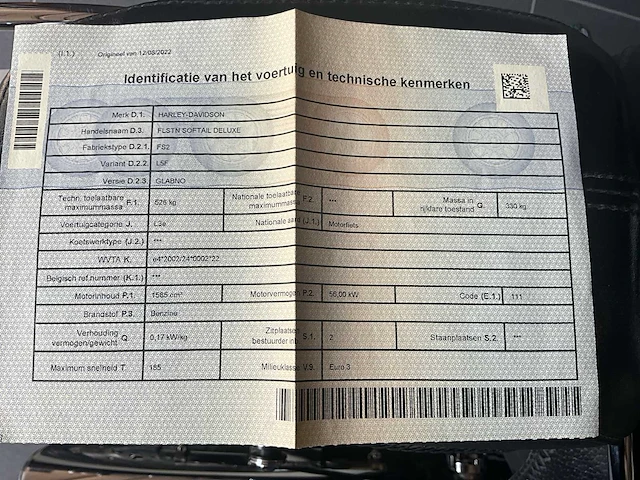 (I.1.) Origineel van 12/08/2022
Identificatie van het voertuig en technische kenmerken
Merk D.1. HARLEY-DAVIDSON
Handelsnaam D.3. FLSTN SOFTAIL DELUXE
Fabriekstype D.2.1. FS2
Variant D.2.2. L5F
Versie D.2.3. GLABNO
Techn. toelaatbare maximummassa F.1. 526 kg Nationale toelaatbare maximummassa F.2. *** Massa in rijklare toestand G. 330 kg
Voertuigcategorie J. L3e Nationale aard (J.1.) Motorfiets
Koetswerktype (J.2.) ***
WVTA K. e4*2002/24*0002*22
Belgisch ref.nummer (K.1.) ***
Motorinhoud P.1. 1585 cm³ Motorvermogen P.2. 56,00 kW Code (E.1.) 111
Brandstof P.3. Benzine
Verhouding vermogen/gewicht Q. 0,17 kW/kg Zitplaatsen bestuurder inb. S.1. 2 Staanplaatsen S.2. ***
Maximum snelheid T. 185 Milieuklasse V.9. Euro 3